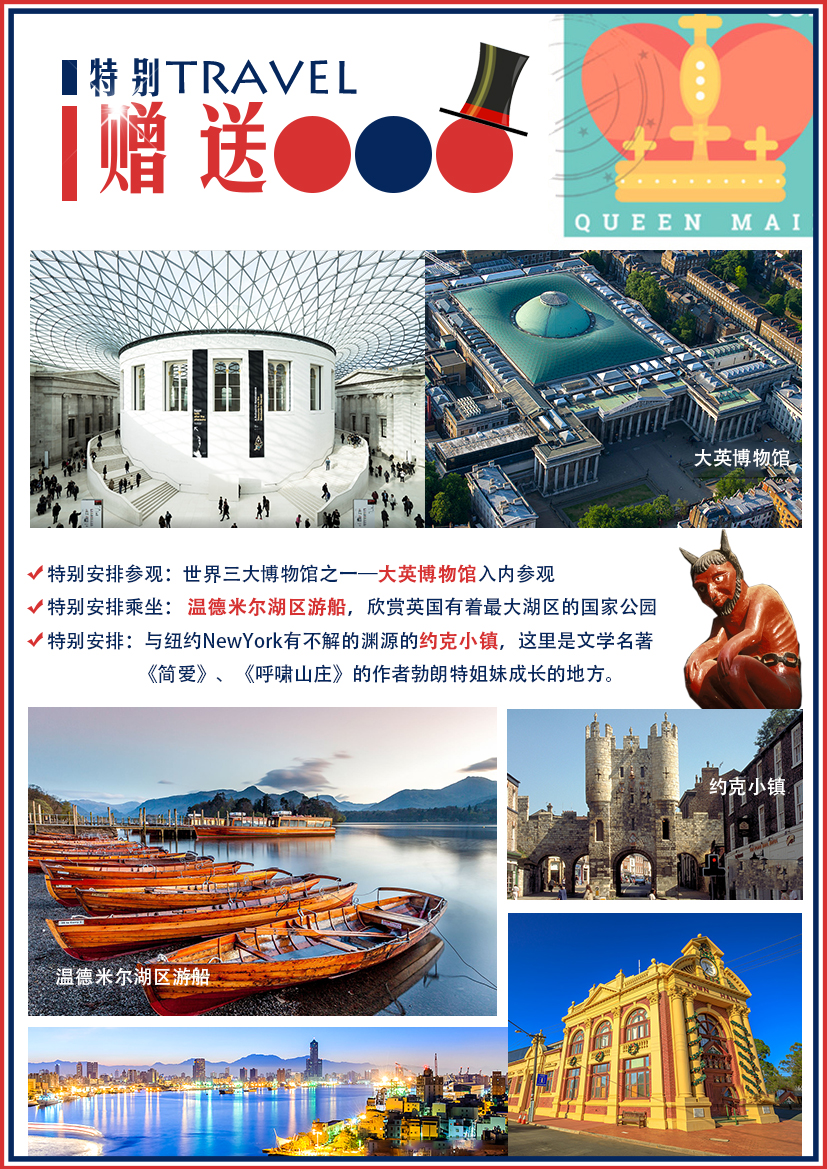 特别TRAVEL
赠送
QUEEN MAI
大英博物馆
特别安排参观：世界三大博物馆之一—大英博物馆入内参观
特别安排乘坐：温德米尔湖区游船，欣赏英国有着最大湖区的国家公园
特别安排：与纽约NewYork有不解的渊源的约克小镇，这里是文学名著
《简爱》、《呼啸山庄》的作者勃朗特姐妹成长的地方。
约克小镇
温德米尔湖区游船
TOWN HALL